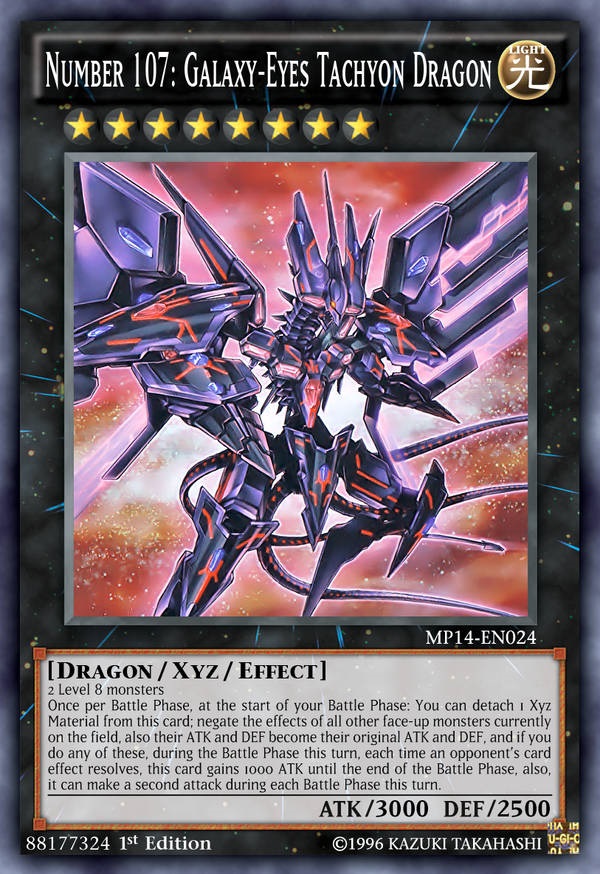 NUMBER 107: GALAXY-EYES TACHYON DRAGON
LIGHT
光
MP14-EN024
[DRAGON / XYZ / EFFECT]
2 Level 8 monsters
Once per Battle Phase, at the start of your Battle Phase: You can detach 1 Xyz
Material from this card; negate the effects of all other face-up monsters currently
on the field, also their ATK and DEF become their original ATK and DEF, and if you
do any of these, during the Battle Phase this turn, each time an opponent's card
effect resolves, this card gains 1000 ATK until the end of the Battle Phase, also,
it can make a second attack during each Battle Phase this turn.
ATK/3000 DEF/2500
88177324 1st Edition ©1996 KAZUKI TAKAHASHI